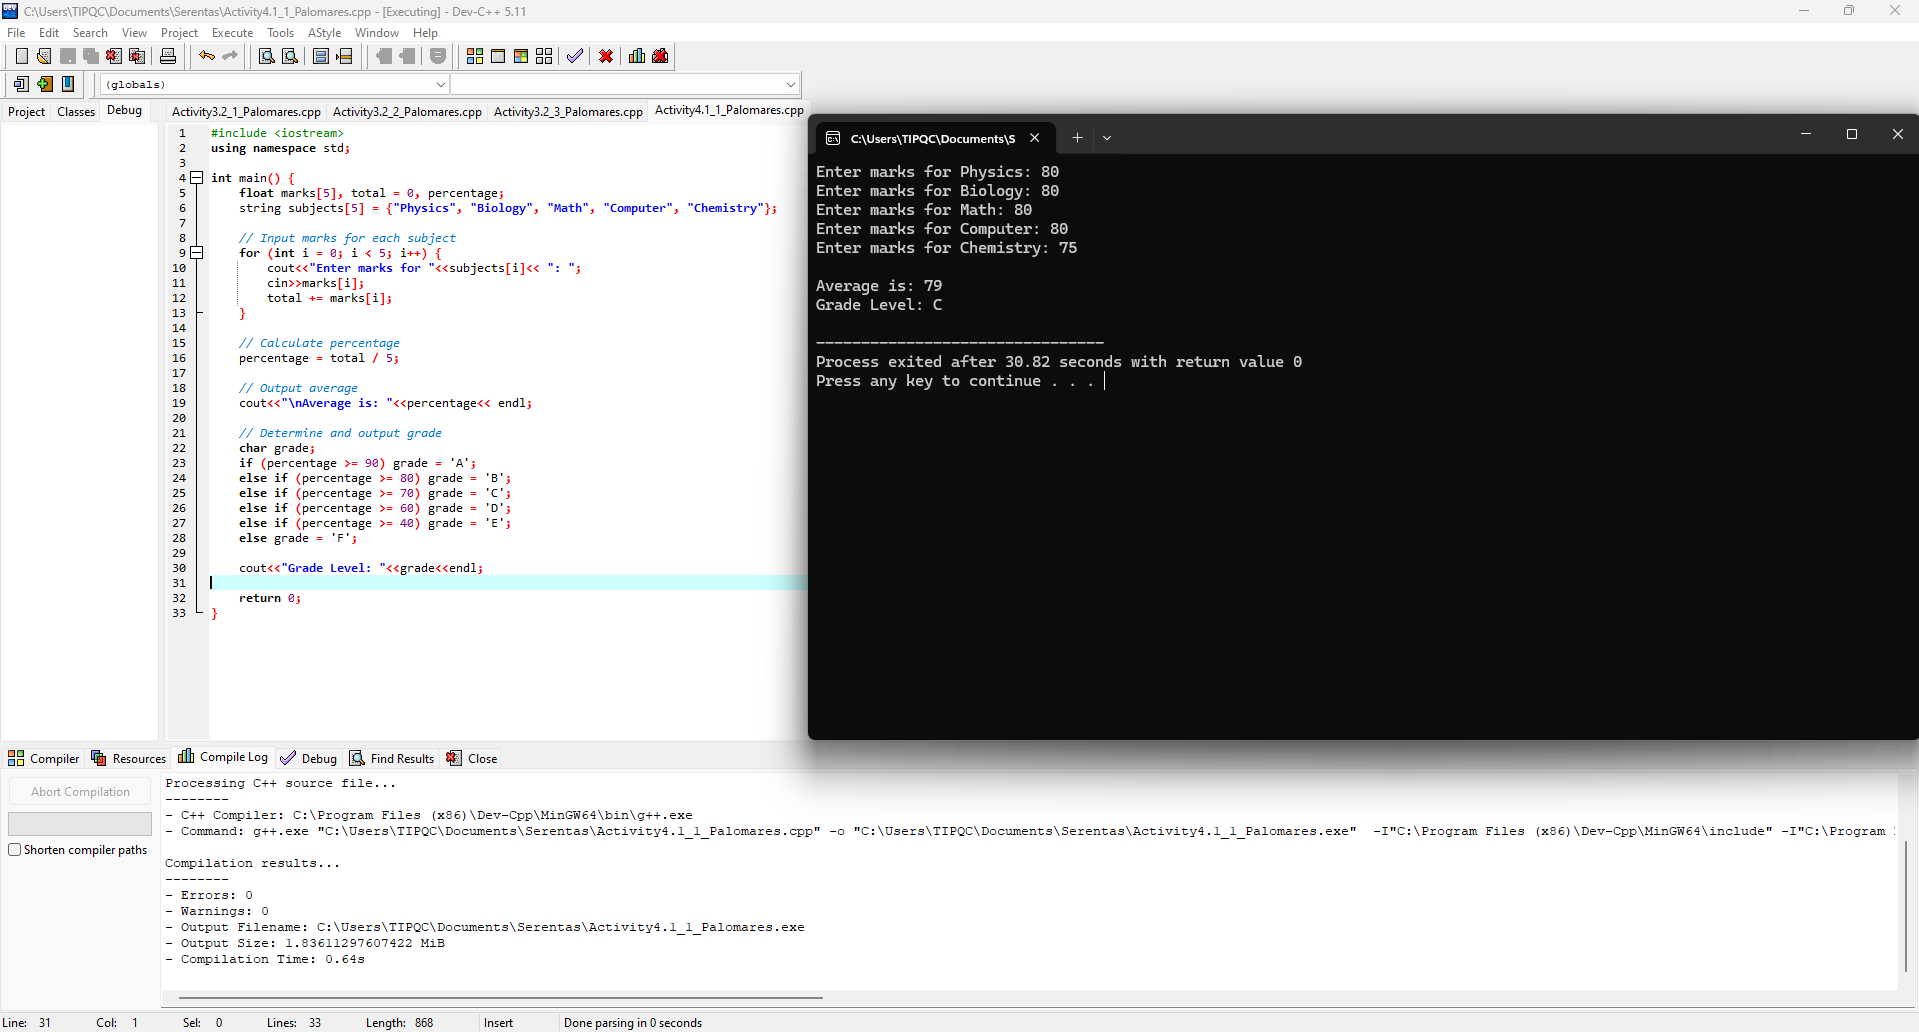 C:\Users\TIPQC\Documents\Serentas\Activity4.1_1_Palomares.cpp - [Executing] - Dev-C++ 5.11
File Edit Search View Project Execute Tools AStyle Window Help
(globals)
Project Classes Debug
Activity3.2_1_Palomares.cpp Activity3.2_2_Palomares.cpp Activity3.2_3_Palomares.cpp Activity4.1_1_Palomares.cpp
1 #include <iostream>
2 using namespace std;
3
4 int main() {
5 float marks[5], total = 0, percentage;
6 string subjects[5] = {"Physics", "Biology", "Math", "Computer", "Chemistry"};
7
8 // Input marks for each subject
9 for (int i = 0; i < 5; i++) {
10 cout<<"Enter marks for "<<subjects[i]<< ": ";
11 cin>>marks[i];
12 total += marks[i];
13 }
14
15 // Calculate percentage
16 percentage = total / 5;
17
18 // Output average
19 cout<<"\nAverage is: "<<percentage<< endl;
20
21 // Determine and output grade
22 char grade;
23 if (percentage >= 90) grade = 'A';
24 else if (percentage >= 80) grade = 'B';
25 else if (percentage >= 70) grade = 'C';
26 else if (percentage >= 60) grade = 'D';
27 else if (percentage >= 40) grade = 'E';
28 else grade = 'F';
29
30 cout<<"Grade Level: "<<grade<<endl;
31
32 return 0;
33 }
C:\Users\TIPQC\Documents\S
Enter marks for Physics: 80
Enter marks for Biology: 80
Enter marks for Math: 80
Enter marks for Computer: 80
Enter marks for Chemistry: 75
Average is: 79
Grade Level: C
--------------------------------
Process exited after 30.82 seconds with return value 0
Press any key to continue . . .
Compiler Resources Compile Log Debug Find Results Close
Abort Compilation
Shorten compiler paths
Processing C++ source file...
--------
- C++ Compiler: C:\Program Files (x86)\Dev-Cpp\MinGW64\bin\g++.exe
- Command: g++.exe "C:\Users\TIPQC\Documents\Serentas\Activity4.1_1_Palomares.cpp" -o "C:\Users\TIPQC\Documents\Serentas\Activity4.1_1_Palomares.exe" -I"C:\Program Files (x86)\Dev-Cpp\MinGW64\include" -I"C:\Program
Compilation results...
--------
- Errors: 0
- Warnings: 0
- Output Filename: C:\Users\TIPQC\Documents\Serentas\Activity4.1_1_Palomares.exe
- Output Size: 1.83611297607422 MiB
- Compilation Time: 0.64s
Line: 31 Col: 1 Sel: 0 Lines: 33 Length: 868 Insert Done parsing in 0 seconds